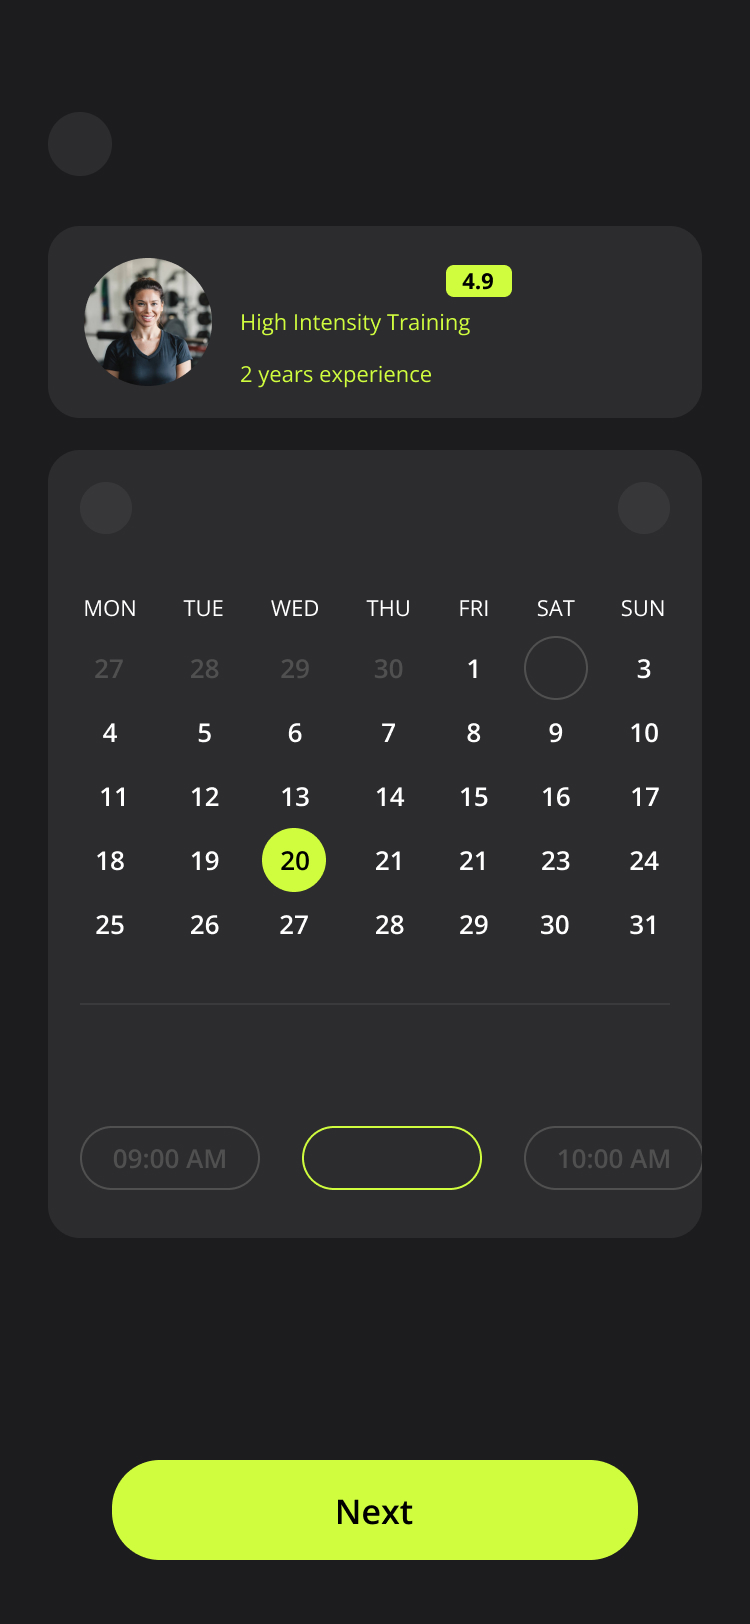 4.9
High Intensity Training
2 years experience
MON TUE WED THU FRI SAT SUN
27 28 29 30 1 3
4 5 6 7 8 9 10
11 12 13 14 15 16 17
18 19 20 21 21 23 24
25 26 27 28 29 30 31
09:00 AM 10:00 AM
Next